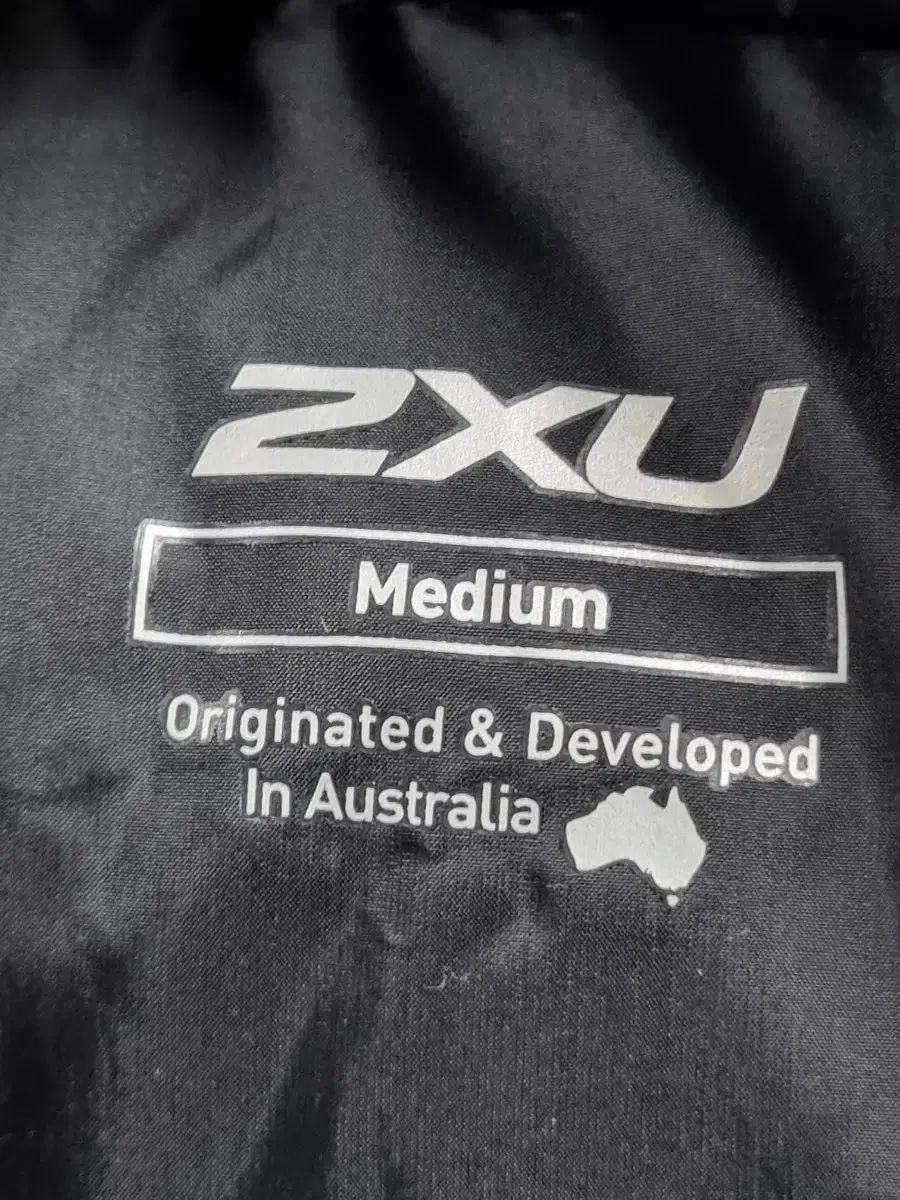 2XU
Medium
Originated & Developed
In Australia